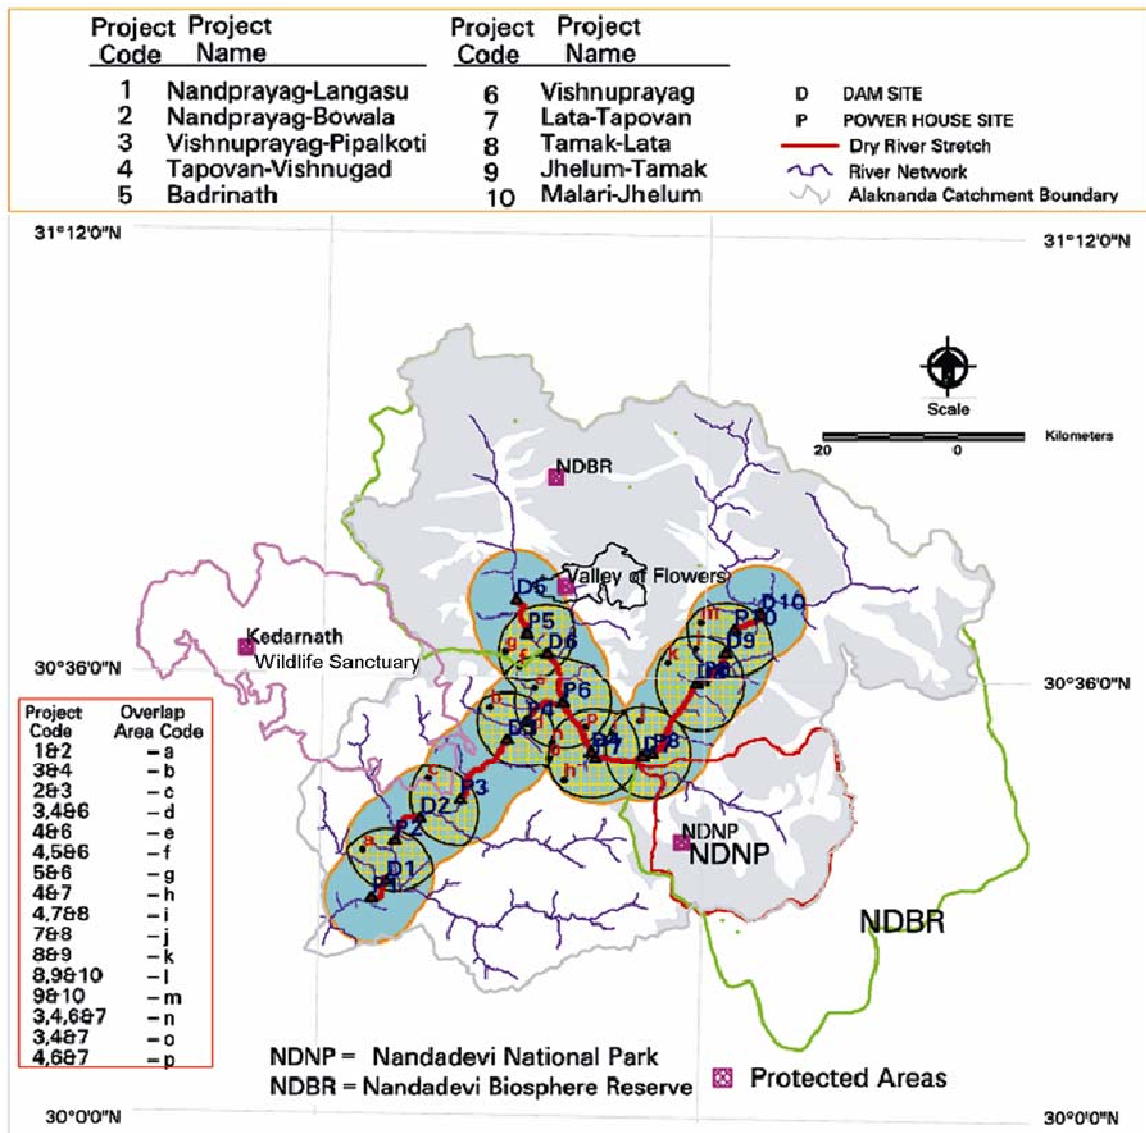 Project Project Project Project
Code Name Code Name
1 Nandprayag-Langasu 6 Vishnuprayag
2 Nandprayag-Bowala 7 Lata-Tapovan
3 Vishnuprayag-Pipalkoti 8 Tamak-Lata
4 Tapovan-Vishnugad 9 Jhelum-Tamak
5 Badrinath 10 Malari-Jhelum
D DAM SITE
P POWER HOUSE SITE
Dry River Stretch
River Network
Alaknanda Catchment Boundary
31°12'0"N 31°12'0"N
Scale
Kilometers
20 0
NDBR
Valley of Flowers
D6
D10
P5
m
P10
g
D6
D9
f
k
Kedarnath
Wildlife Sanctuary
30°36'0"N 30°36'0"N
e
P6
b
P4
j
p
D3
P8
h
c
P3
D2
P2
a
D1
NDNP
NDNP
NDBR
Project Overlap
Code Area Code
1&2 – a
3&4 – b
2&3 – c
3,4&6 – d
4&6 – e
4,5&6 – f
5&6 – g
4&7 – h
4,7&8 – i
7&8 – j
8&9 – k
8,9&10 – l
9&10 – m
3,4,6&7 – n
3,4&7 – o
4,6&7 – p
NDNP = Nandadevi National Park
NDBR = Nandadevi Biosphere Reserve
Protected Areas
30°0'0"N 30°0'0"N